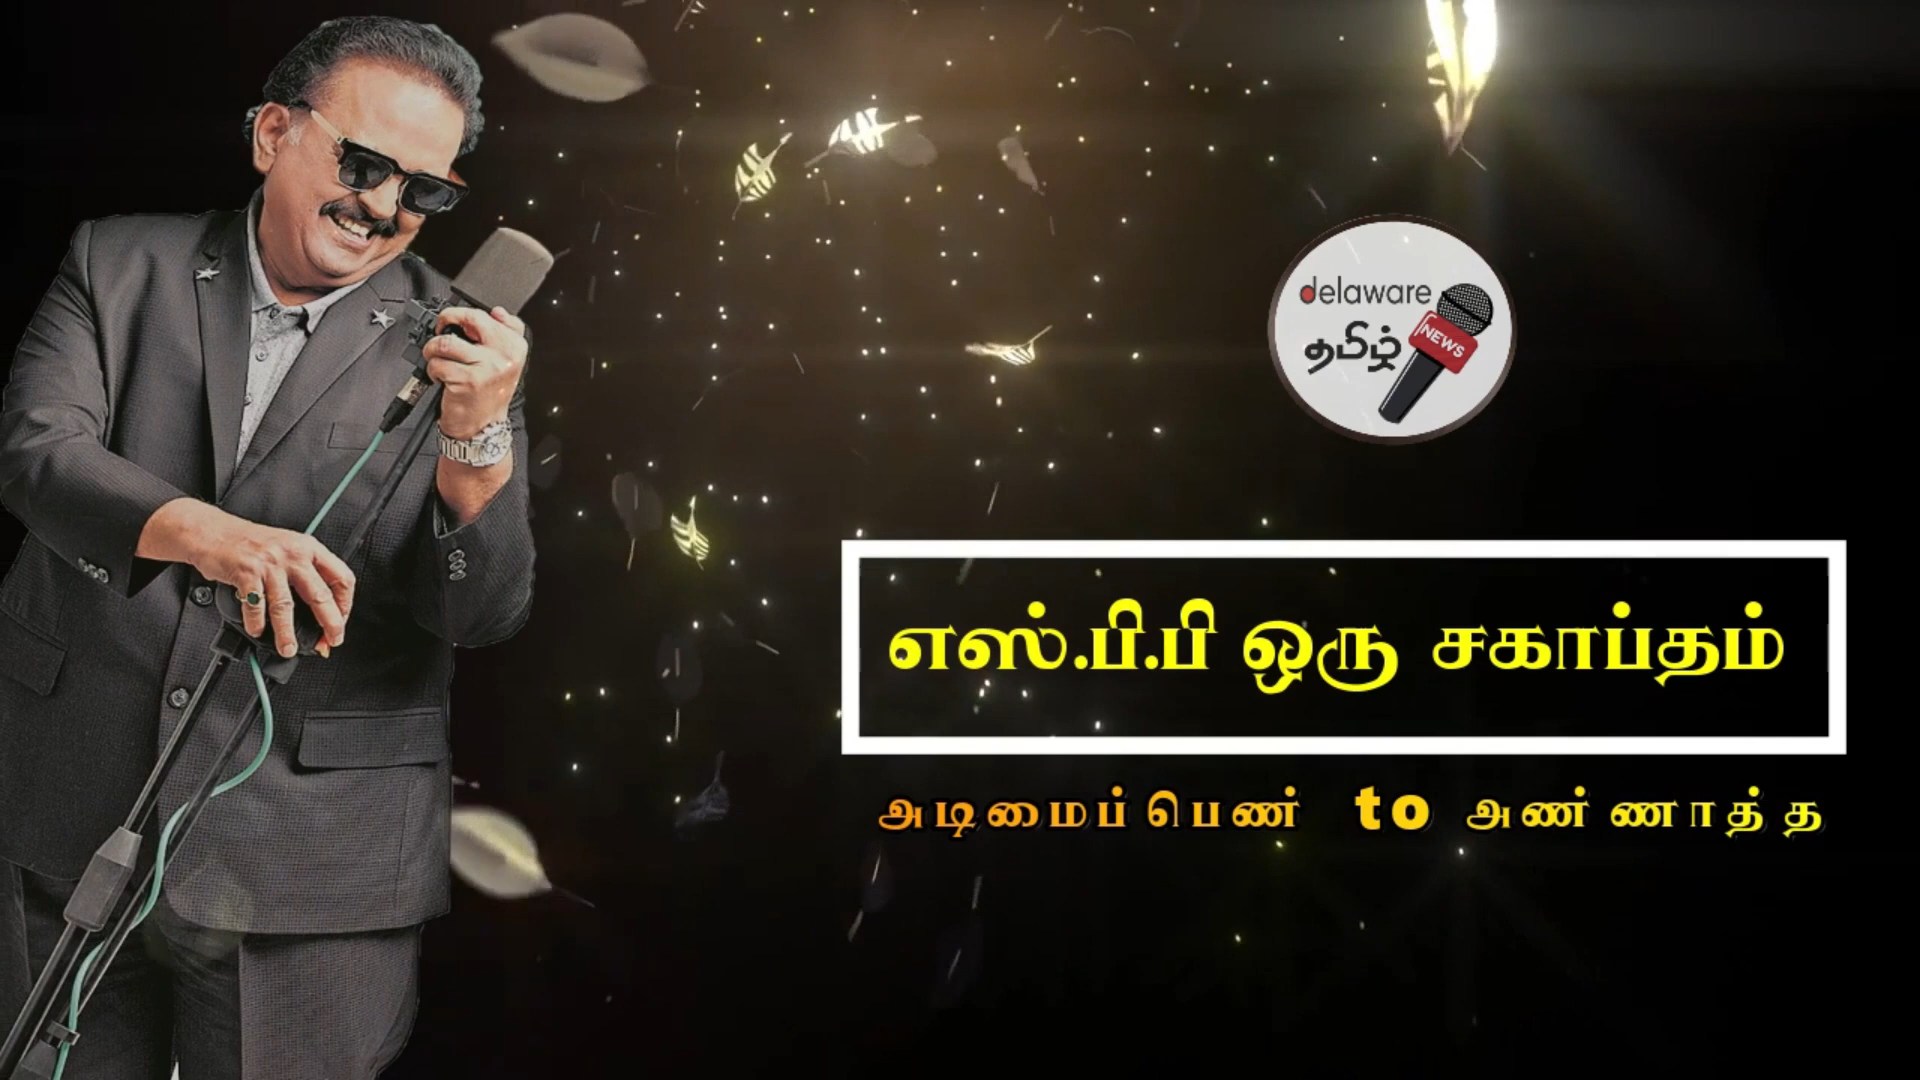 delaware
தமிழ்
NEWS
எஸ்.பி.பி ஒரு சகாப்தம்
அடிமைப்பெண் to அண்ணாத்த